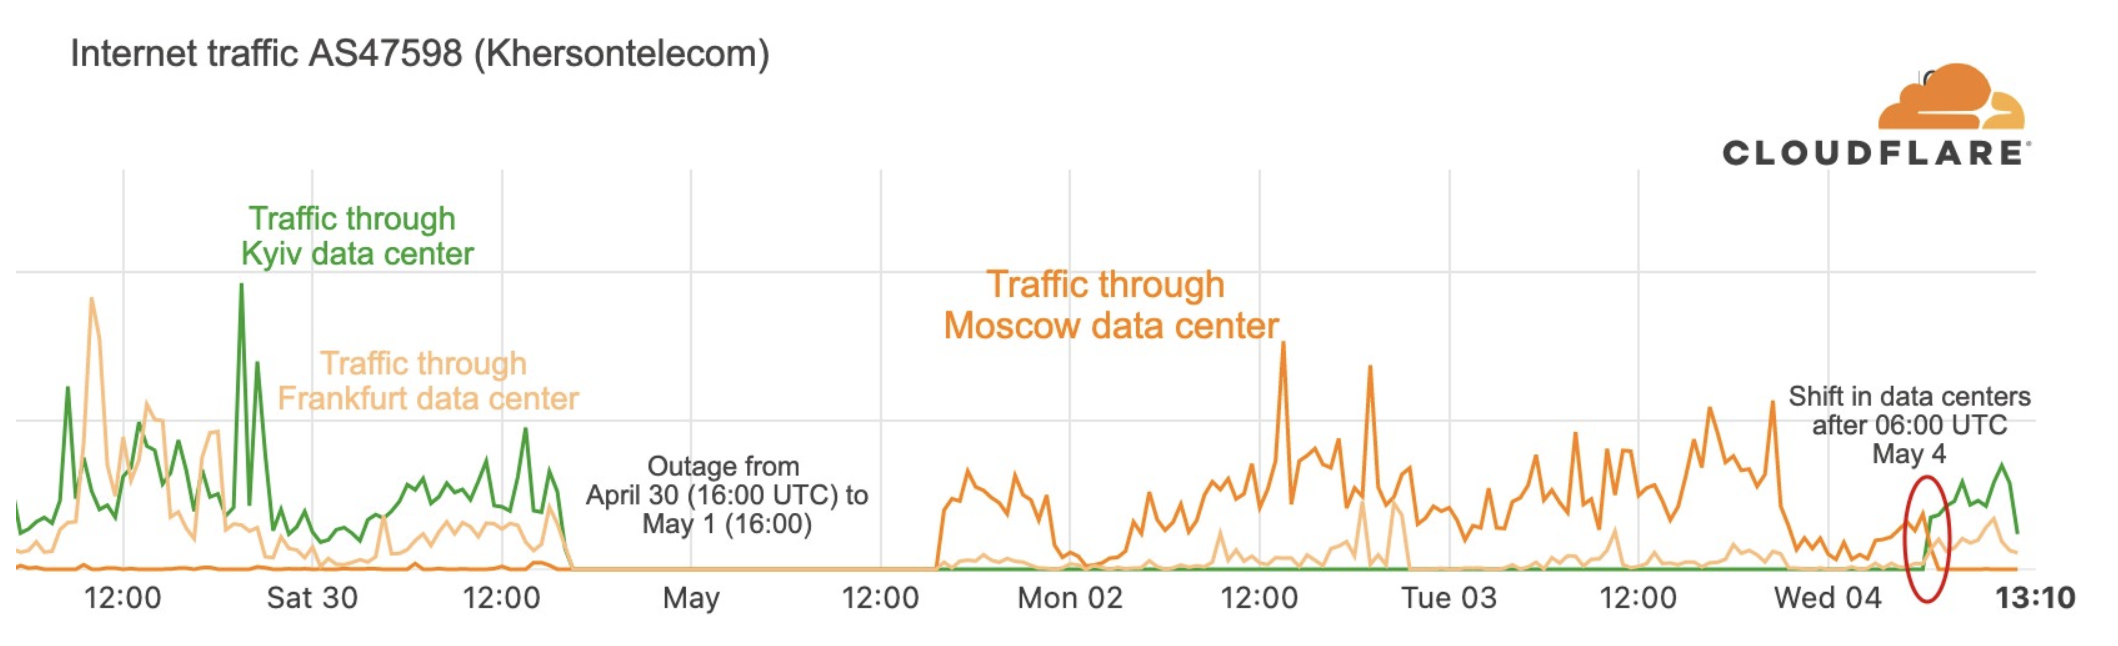 Internet traffic AS47598 (Khersontelecom)
CLOUDFLARE
Traffic through
Kyiv data center
Traffic through
Frankfurt data center
Outage from
April 30 (16:00 UTC) to
May 1 (16:00)
Traffic through
Moscow data center
Shift in data centers
after 06:00 UTC
May 4
12:00 Sat 30 12:00 May 12:00 Mon 02 12:00 Tue 03 12:00 Wed 04 13:10